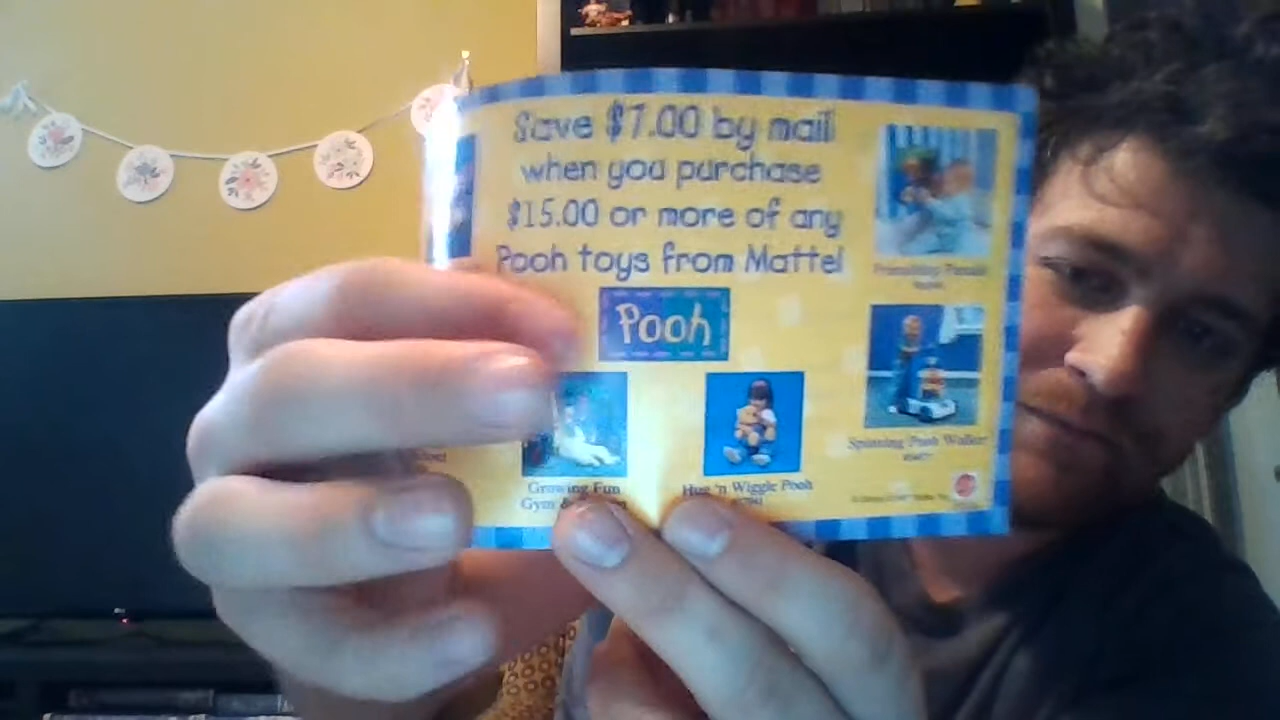 Save $7.00 by mail
when you purchase
$15.00 or more of any
Pooh toys from Mattel
Pooh
Growing Fun
Gym &
Hug 'n Wiggle Pooh
Spinning Pooh Walker